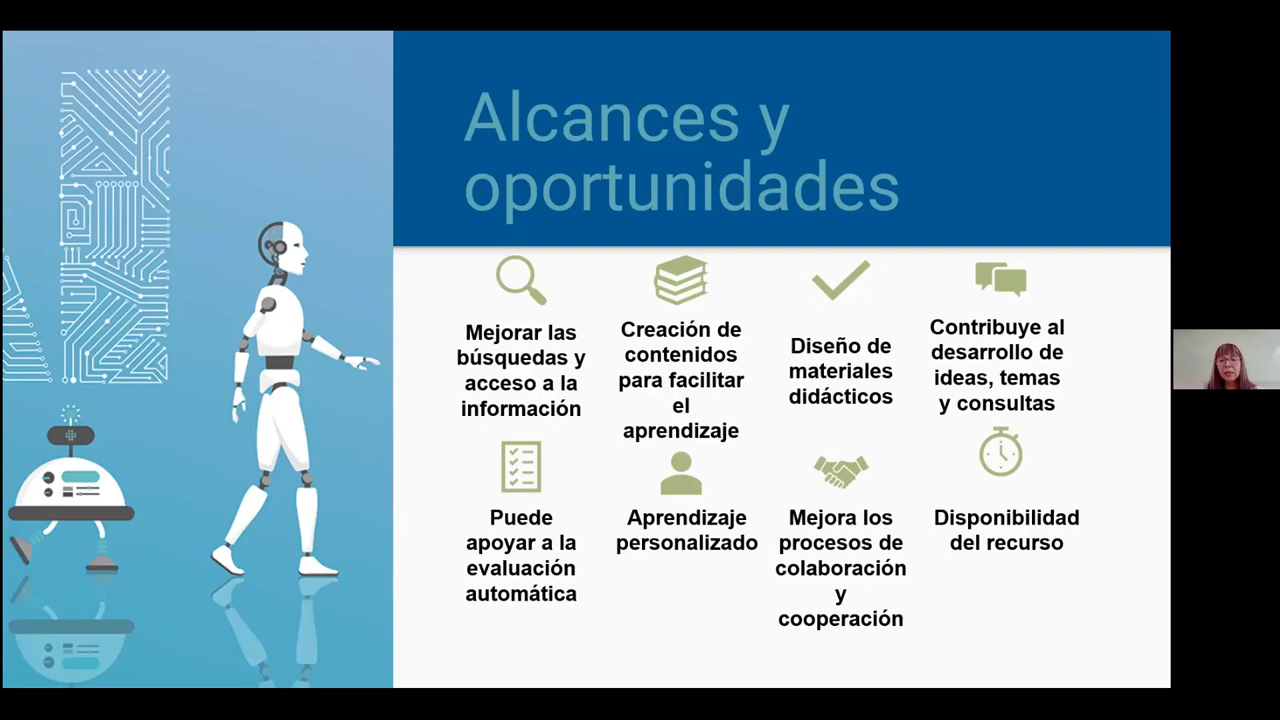 Alcances y
oportunidades
Mejorar las
búsquedas y
acceso a la
información
Creación de
contenidos
para facilitar
el
aprendizaje
Diseño de
materiales
didácticos
Contribuye al
desarrollo de
ideas, temas
y consultas
Puede
apoyar a la
evaluación
automática
Aprendizaje
personalizado
Mejora los
procesos de
colaboración
y
cooperación
Disponibilidad
del recurso